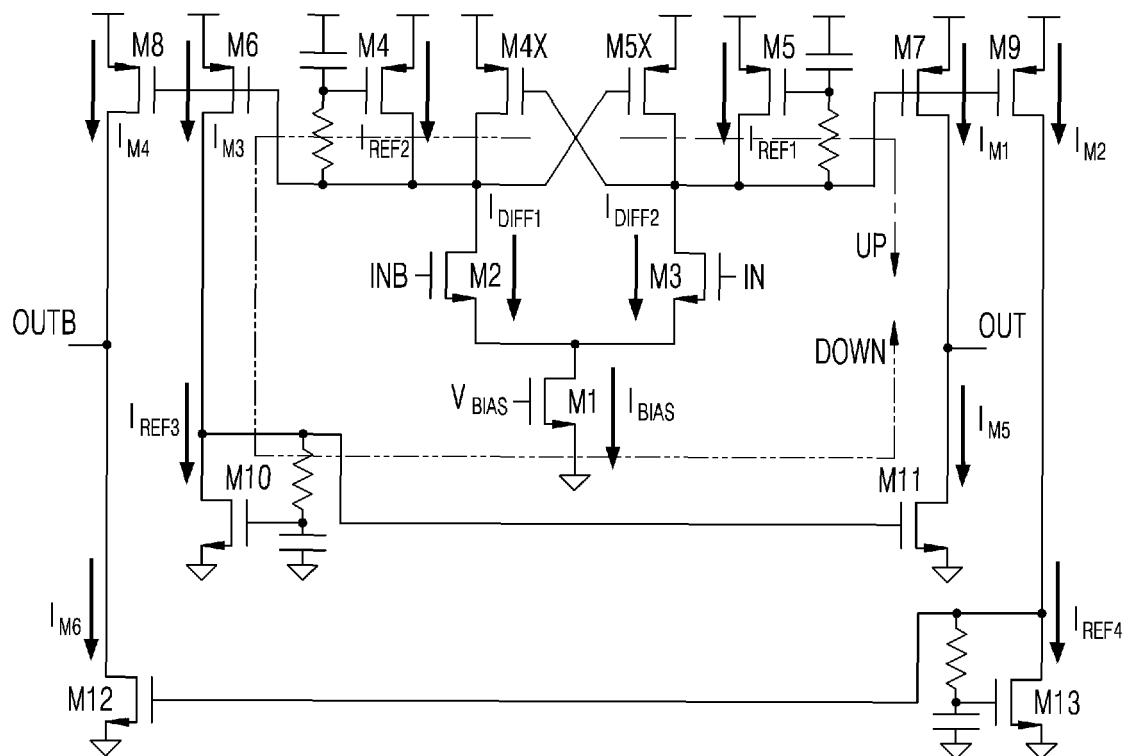 M8 M6 M4 M4X M5X M5 M7 M9
I_M4 I_M3 I_REF2 I_REF1 I_M1 I_M2
I_DIFF1 I_DIFF2
UP
INB M2 M3 IN
OUTB DOWN OUT
V_BIAS M1 I_BIAS
I_REF3 I_M5
M10 M11
I_M6 I_REF4
M12 M13